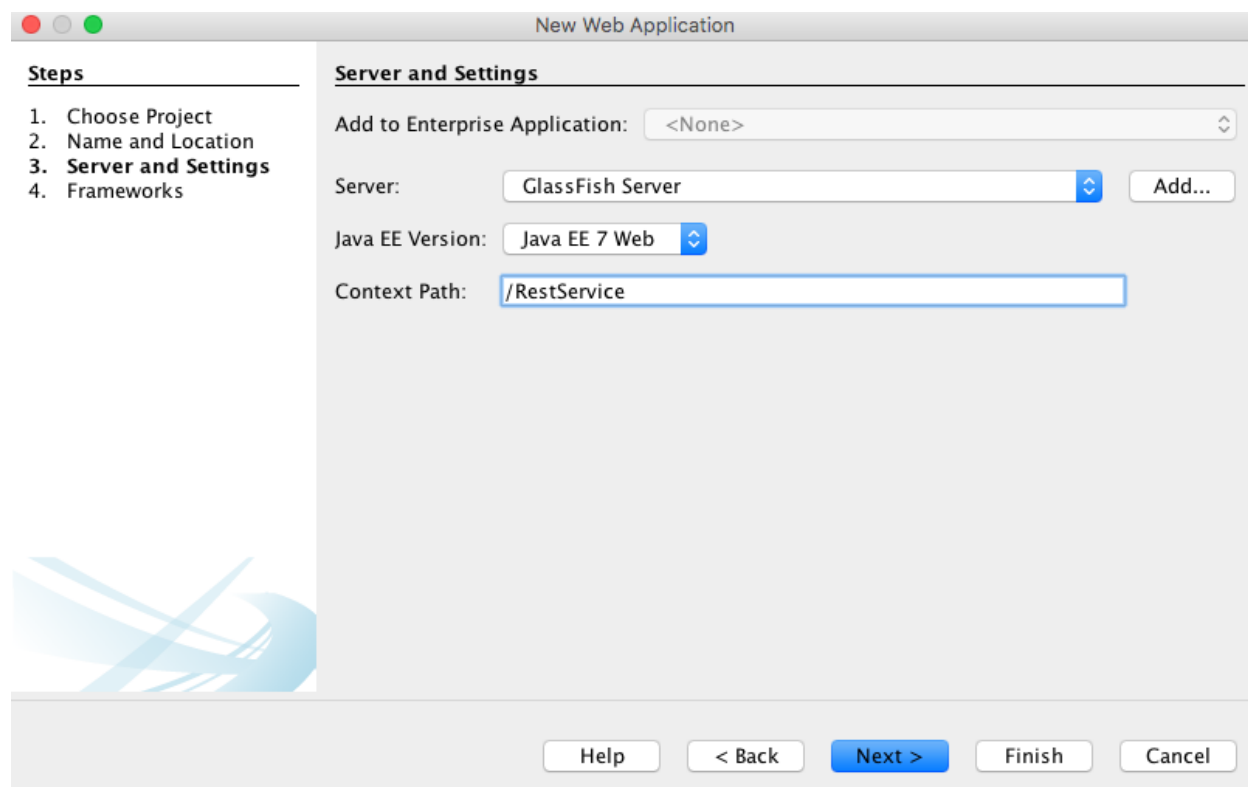 New Web Application
Steps
1. Choose Project
2. Name and Location
3. Server and Settings
4. Frameworks
Server and Settings
Add to Enterprise Application: <None>
Server: GlassFish Server Add...
Java EE Version: Java EE 7 Web
Context Path: /RestService
Help < Back Next > Finish Cancel